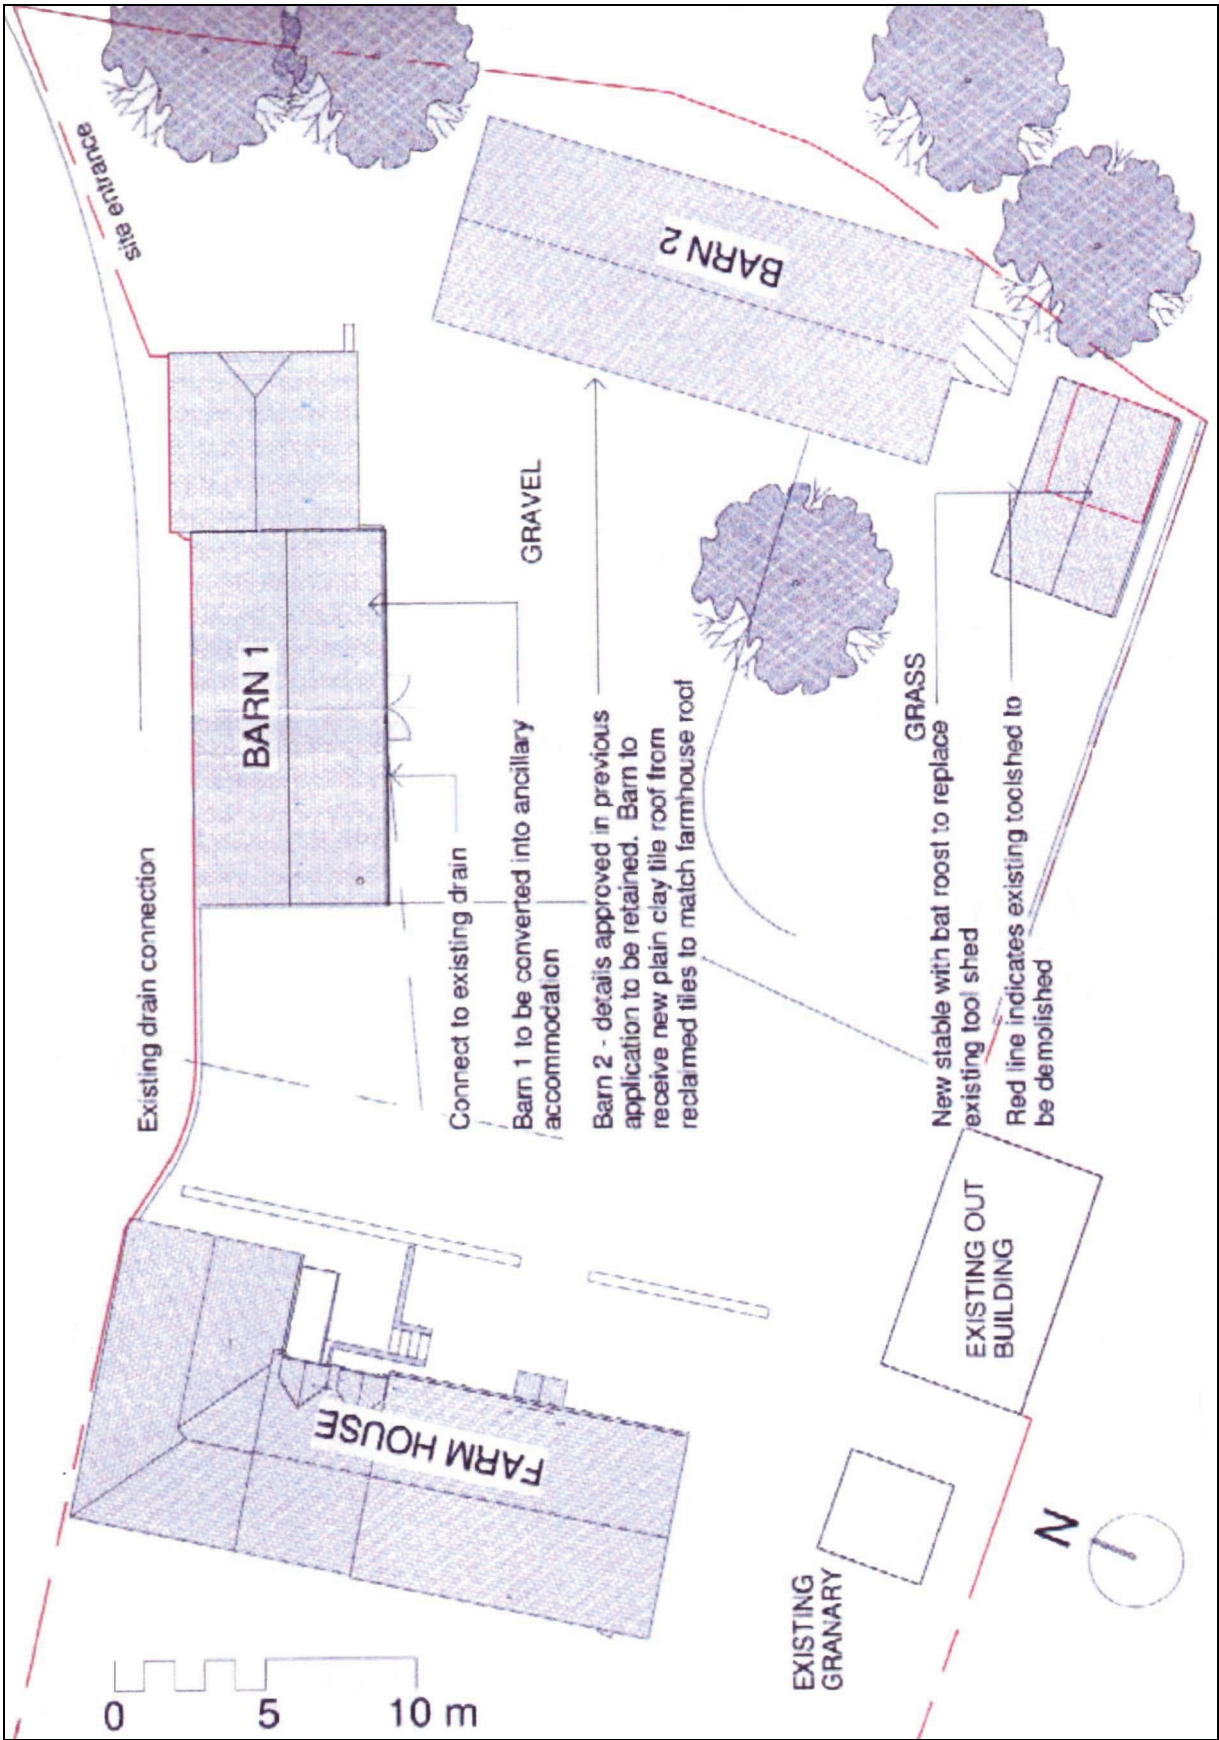 site entrance
BARN 2
BARN 1
GRAVEL
Existing drain connection
Connect to existing drain
Barn 1 to be converted into ancillary
accommodation
Barn 2 - details approved in previous
application to be retained. Barn to
receive new plain clay tile roof from
reclaimed tiles to match farmhouse roof
GRASS
New stable with bat roost to replace
existing tool shed
Red line indicates existing toolshed to
be demolished
FARM HOUSE
EXISTING OUT
BUILDING
EXISTING
GRANARY
N
0 5 10 m